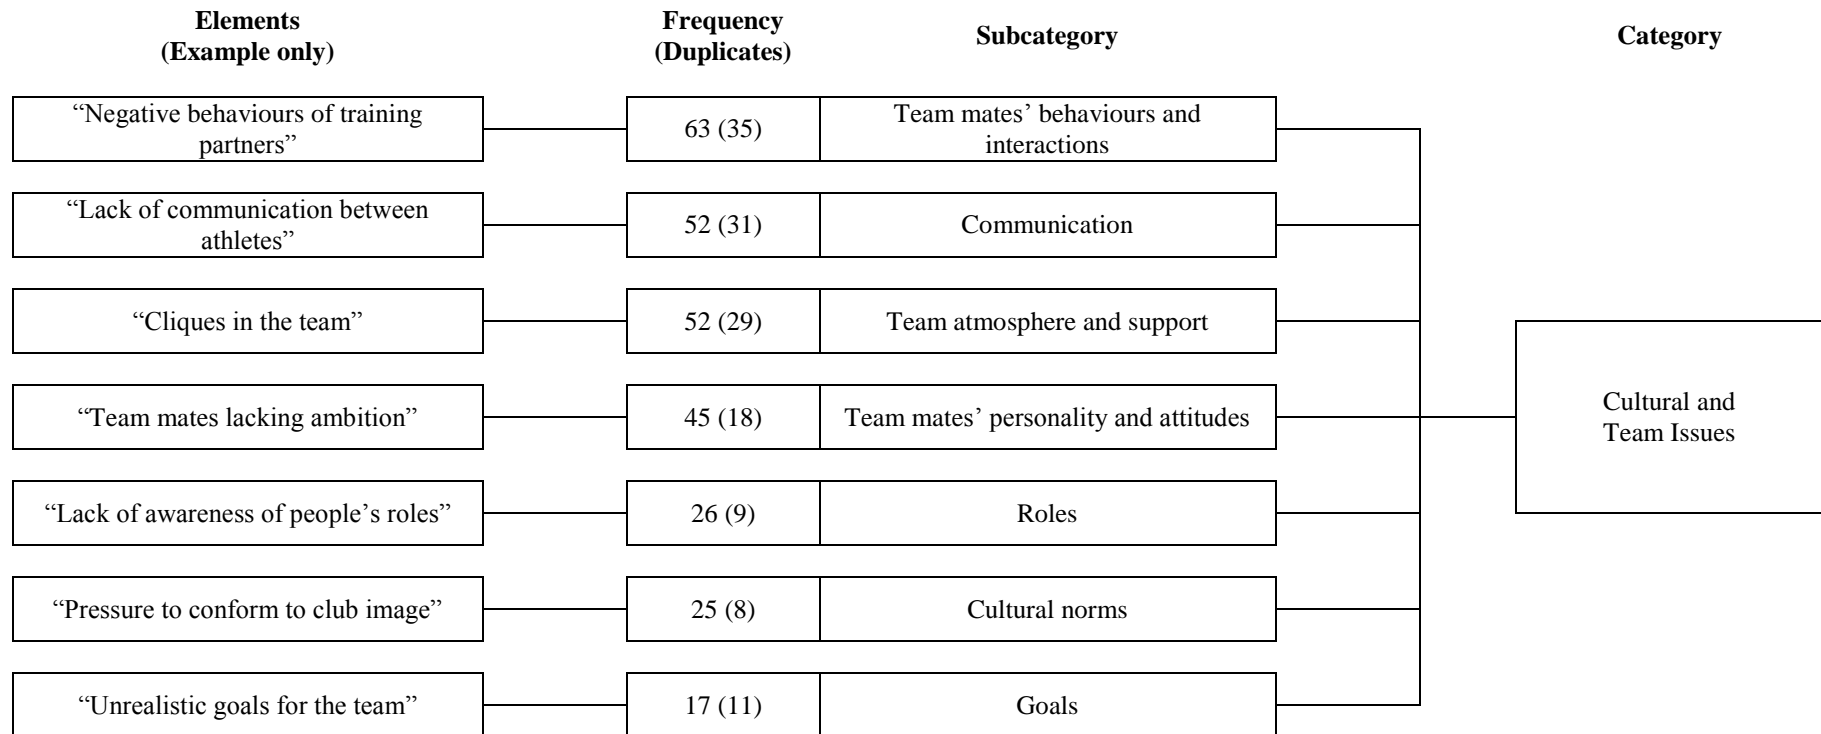 Elements
(Example only)
Frequency
(Duplicates)
Subcategory
Category
“Negative behaviours of training
partners”
63 (35)
Team mates’ behaviours and
interactions
“Lack of communication between
athletes”
52 (31)
Communication
“Cliques in the team”
52 (29)
Team atmosphere and support
“Team mates lacking ambition”
45 (18)
Team mates’ personality and attitudes
“Lack of awareness of people’s roles”
26 (9)
Roles
“Pressure to conform to club image”
25 (8)
Cultural norms
“Unrealistic goals for the team”
17 (11)
Goals
Cultural and
Team Issues